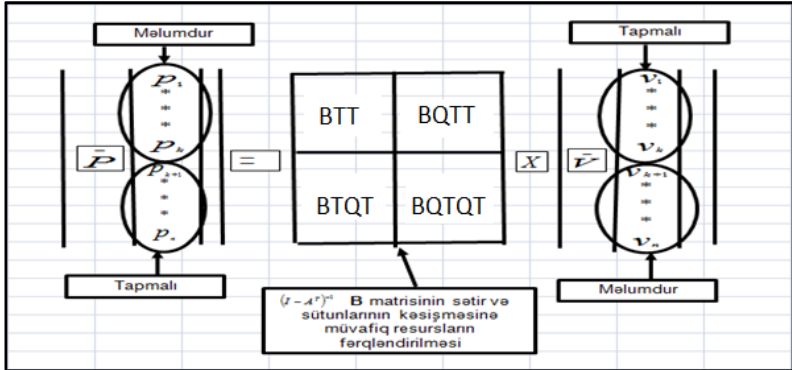 Məlumdur
Tapmalı
p₁
*
*
*
pₖ
pₖ₊₁
*
*
*
P̄
=
BTT
BQTT
BTQT
BQTQT
X
v̄
v₁
*
*
*
vₖ
vₖ₊₁
*
*
*
vₙ
Tapmalı
Məlumdur
(I – Aᵀ)⁻¹ B matrisinin sətir və
sütunlarının kəsişməsinə
müvafiq resursların
fərqləndirilməsi